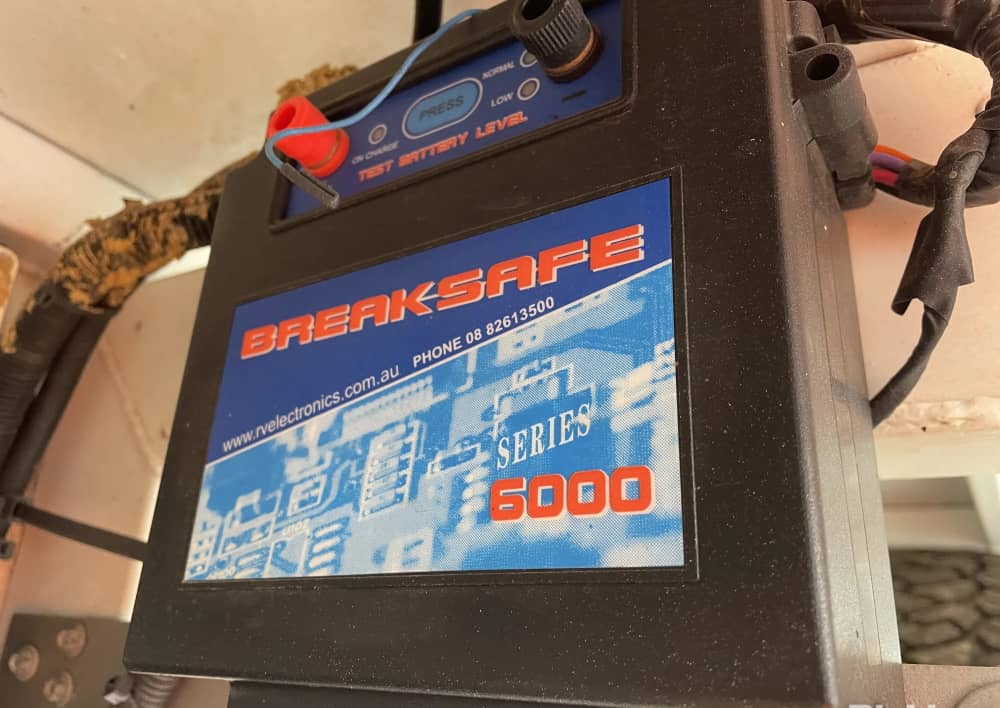 NORMAL
PRESS
LOW
ON CHARGE
TEST BATTERY LEVEL
BREAKSAFE
www.rvelectronics.com.au PHONE 08 82613500
SERIES
6000